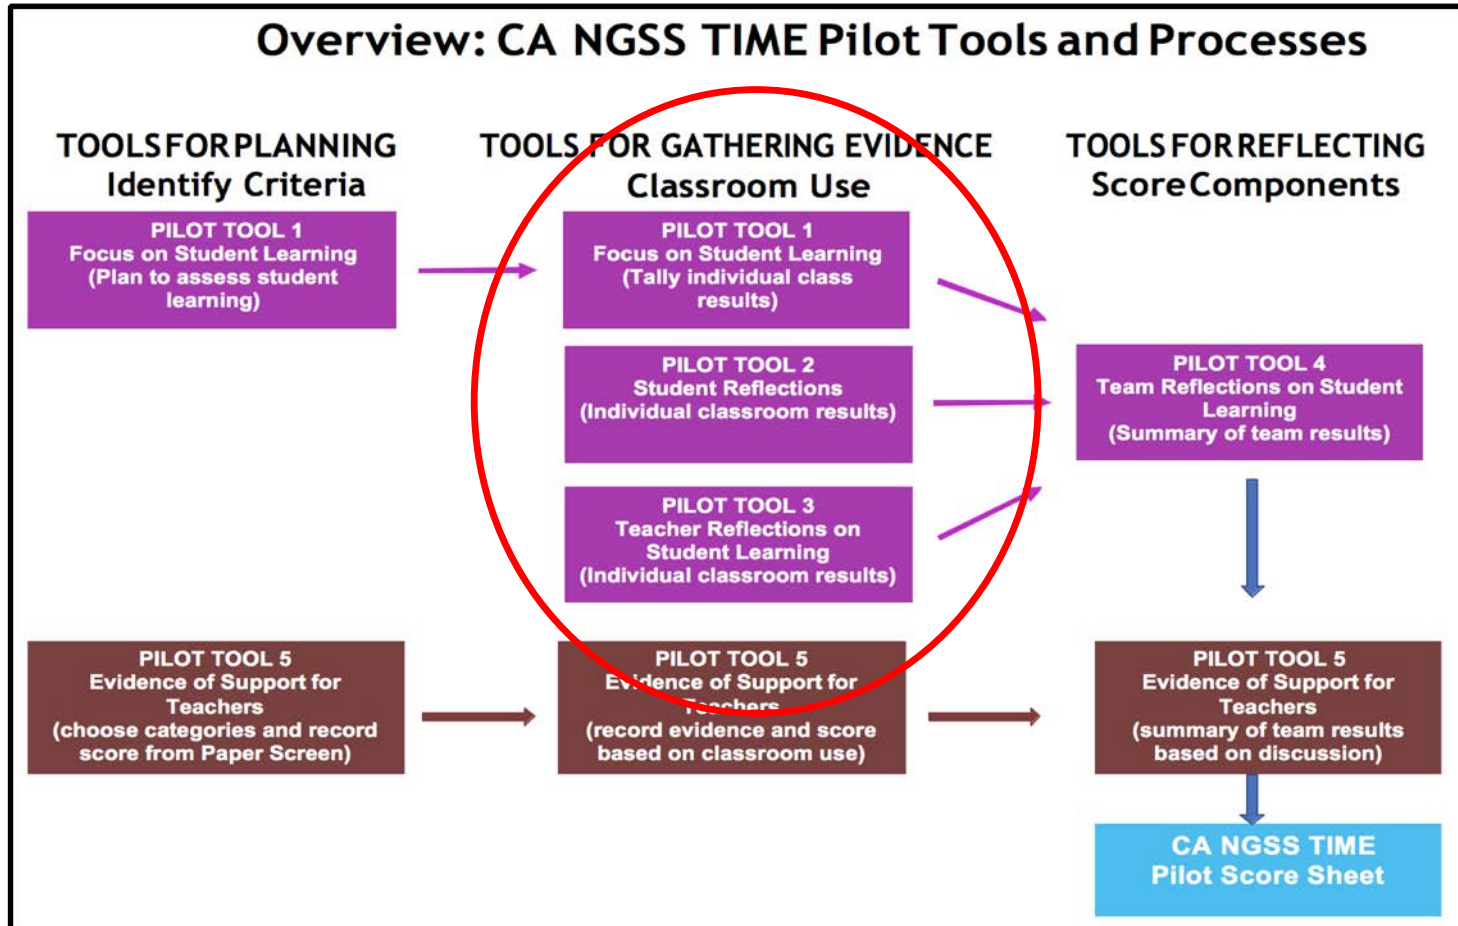 Overview: CA NGSS TIME Pilot Tools and Processes
TOOLS FOR PLANNING
Identify Criteria
PILOT TOOL 1
Focus on Student Learning
(Plan to assess student
learning)
PILOT TOOL 5
Evidence of Support for
Teachers
(choose categories and record
score from Paper Screen)
TOOLS FOR GATHERING EVIDENCE
Classroom Use
PILOT TOOL 1
Focus on Student Learning
(Tally individual class
results)
PILOT TOOL 2
Student Reflections
(Individual classroom results)
PILOT TOOL 3
Teacher Reflections on
Student Learning
(Individual classroom results)
PILOT TOOL 5
Evidence of Support for
Teachers
(record evidence and score
based on classroom use)
TOOLS FOR REFLECTING
Score Components
PILOT TOOL 4
Team Reflections on Student
Learning
(Summary of team results)
PILOT TOOL 5
Evidence of Support for
Teachers
(summary of team results
based on discussion)
CA NGSS TIME
Pilot Score Sheet